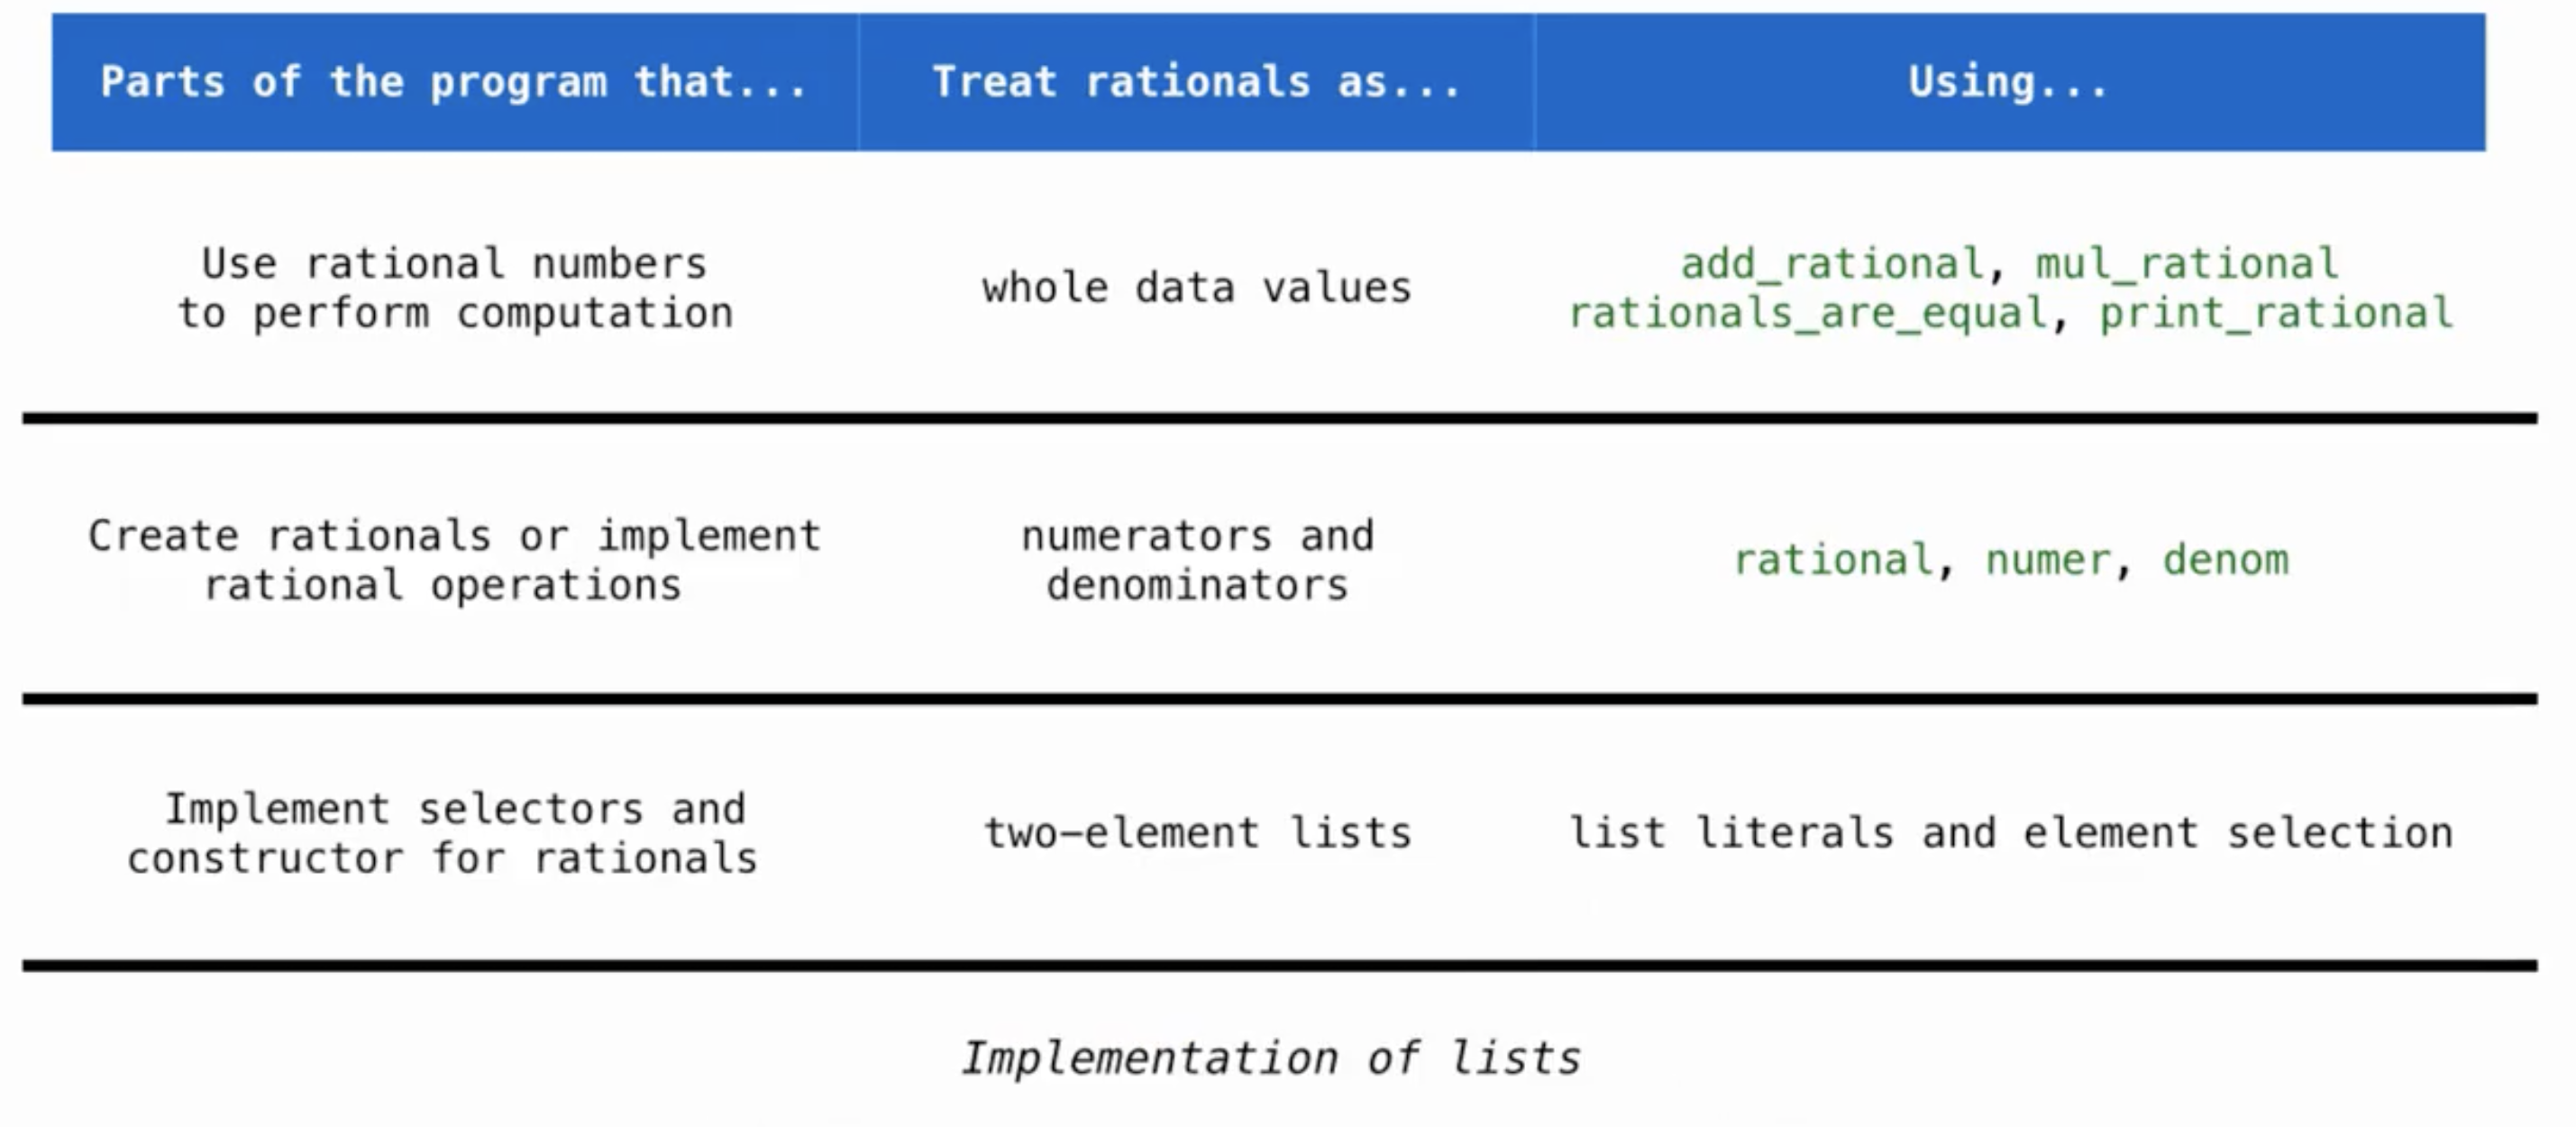 Parts of the program that...
Treat rationals as...
Using...
Use rational numbers
to perform computation
whole data values
add_rational, mul_rational
rationals_are_equal, print_rational
Create rationals or implement
rational operations
numerators and
denominators
rational, numer, denom
Implement selectors and
constructor for rationals
two-element lists
list literals and element selection
Implementation of lists